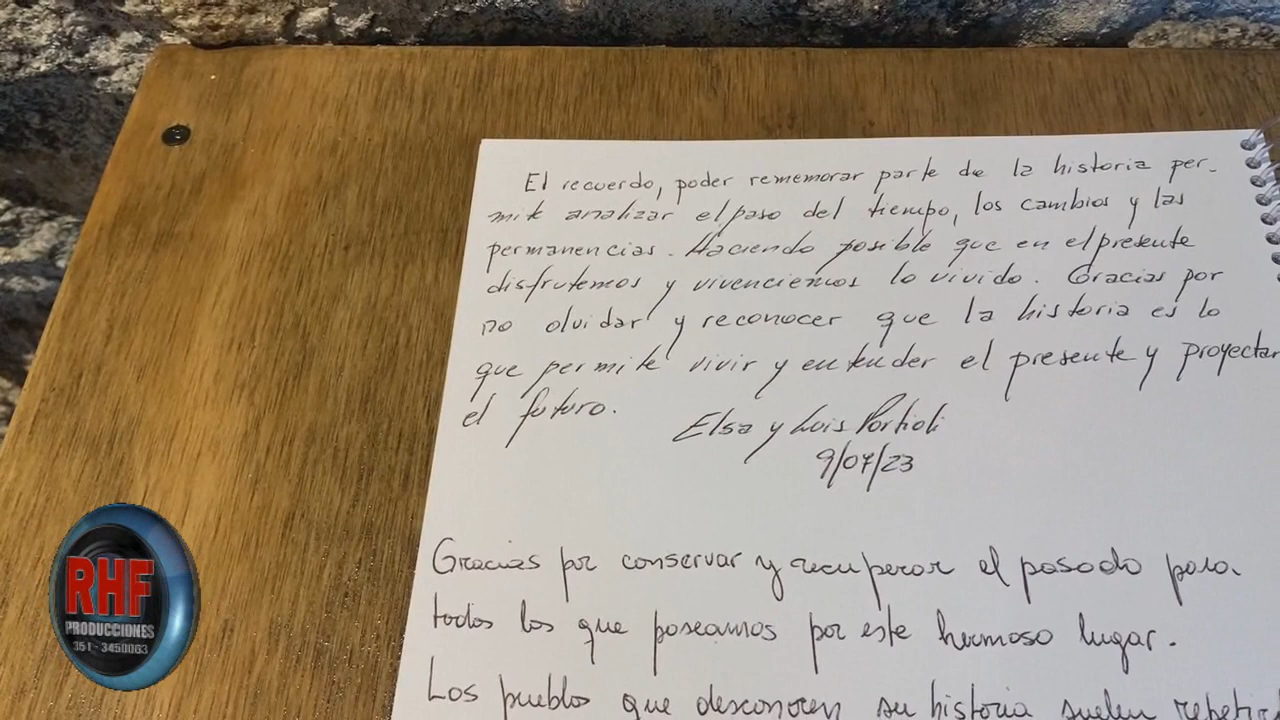 El recuerdo, poder rememorar parte de la historia per-
mite analizar el paso del tiempo, los cambios y las
permanencias. Haciendo posible que en el presente
disfrutemos y vivenciemos lo vivido. Gracias por
no olvidar y reconocer que la historia es lo
que permite vivir y entender el presente y proyectar
el futuro.
Elsa y Luis Portioli
9/07/23
Gracias por conservar y recuperar el pasado para
todos los que paseamos por este hermoso lugar.
Los pueblos que desconocen su historia suelen
RHF
PRODUCCIONES
351 - 3450063